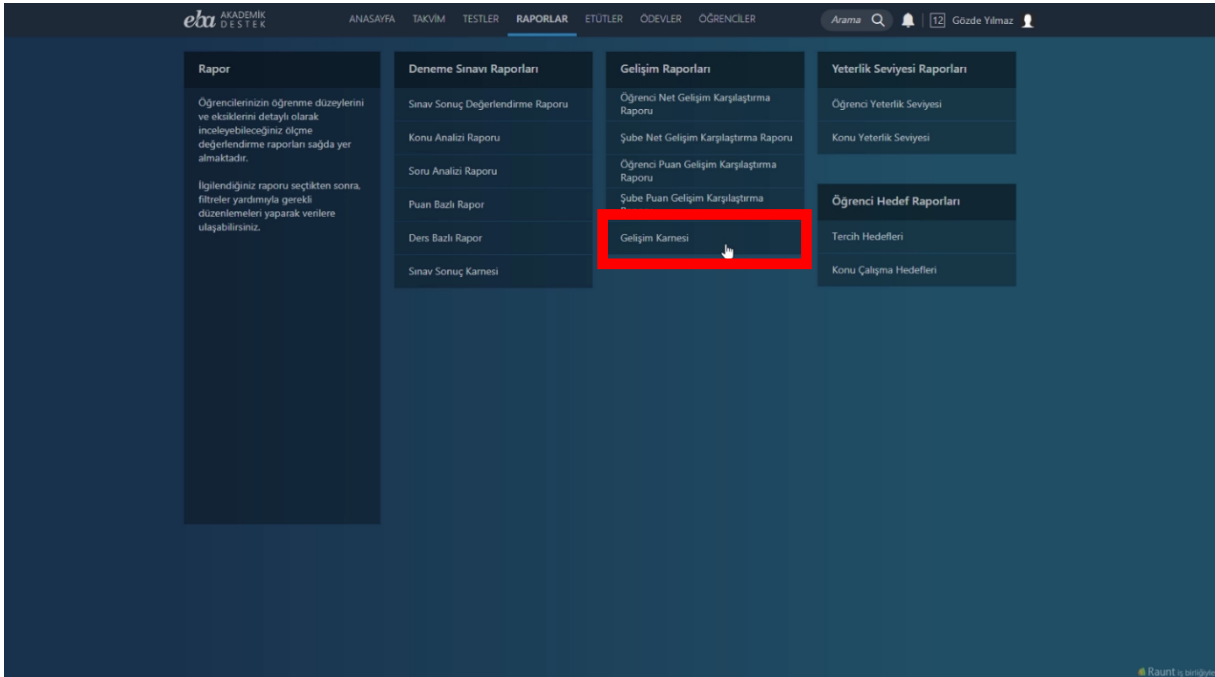 eba AKADEMİK DESTEK
ANASAYFA TAKVİM TESTLER RAPORLAR ETÜTLER ÖDEVLER ÖĞRENCİLER
Arama 12 Gözde Yılmaz
Rapor
Öğrencilerinizin öğrenme düzeylerini
ve eksiklerini detaylı olarak
inceleyebileceğiniz ölçme
değerlendirme raporları sağda yer
almaktadır.
İlgilendiğiniz raporu seçtikten sonra,
filtreler yardımıyla gerekli
düzenlemeleri yaparak verilere
ulaşabilirsiniz.
Deneme Sınavı Raporları
Sınav Sonuç Değerlendirme Raporu
Konu Analizi Raporu
Soru Analizi Raporu
Puan Bazlı Rapor
Ders Bazlı Rapor
Sınav Sonuç Karnesi
Gelişim Raporları
Öğrenci Net Gelişim Karşılaştırma
Raporu
Şube Net Gelişim Karşılaştırma Raporu
Öğrenci Puan Gelişim Karşılaştırma
Raporu
Şube Puan Gelişim Karşılaştırma
Gelişim Karnesi
Yeterlik Seviyesi Raporları
Öğrenci Yeterlik Seviyesi
Konu Yeterlik Seviyesi
Öğrenci Hedef Raporları
Tercih Hedefleri
Konu Çalışma Hedefleri
Raunt iş birliğiyle